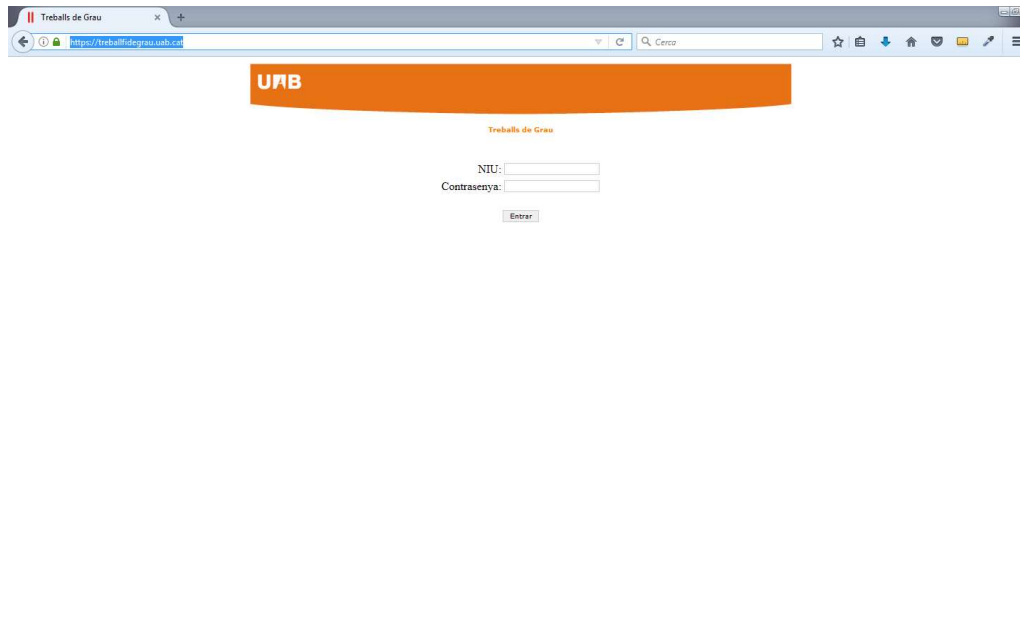 Treballs de Grau
https://treballfidegrau.uab.cat
Cerca
UAB
Treballs de Grau
NIU:
Contrasenya:
Entrar